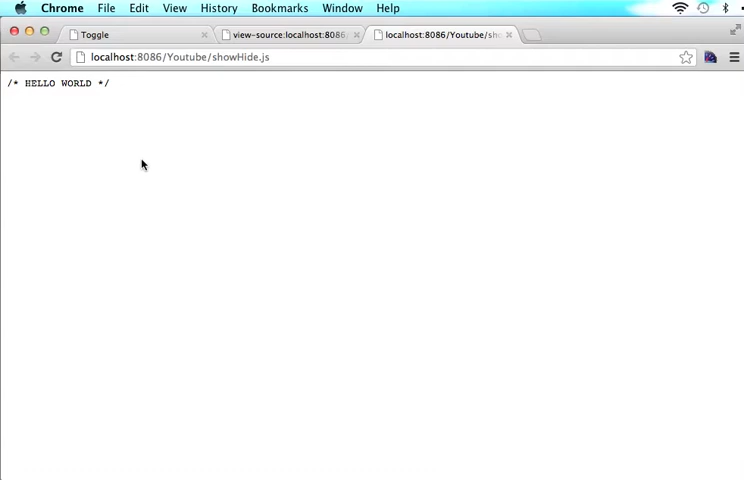 Chrome File Edit View History Bookmarks Window Help
Toggle view-source:localhost:8086/ localhost:8086/Youtube/sho
localhost:8086/Youtube/showHide.js
/* HELLO WORLD */